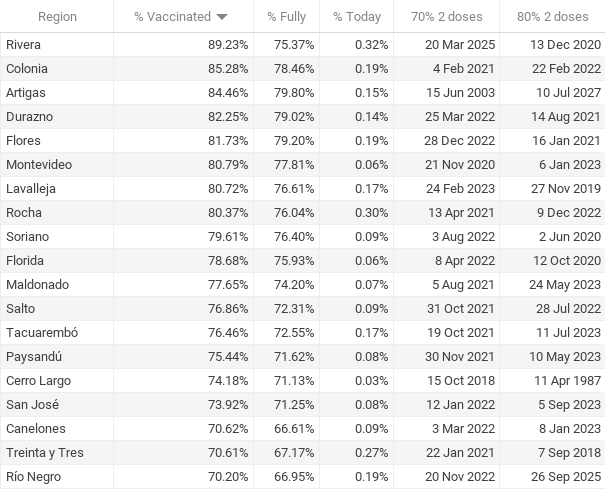 Region % Vaccinated % Fully % Today 70% 2 doses 80% 2 doses
Rivera 89.23% 75.37% 0.32% 20 Mar 2025 13 Dec 2020
Colonia 85.28% 78.46% 0.19% 4 Feb 2021 22 Feb 2022
Artigas 84.46% 79.80% 0.15% 15 Jun 2003 10 Jul 2027
Durazno 82.25% 79.02% 0.14% 25 Mar 2022 14 Aug 2021
Flores 81.73% 79.20% 0.19% 28 Dec 2022 16 Jan 2021
Montevideo 80.79% 77.81% 0.06% 21 Nov 2020 6 Jan 2023
Lavalleja 80.72% 76.61% 0.17% 24 Feb 2023 27 Nov 2019
Rocha 80.37% 76.04% 0.30% 13 Apr 2021 9 Dec 2022
Soriano 79.61% 76.40% 0.09% 3 Aug 2022 2 Jun 2020
Florida 78.68% 75.93% 0.06% 8 Apr 2022 12 Oct 2020
Maldonado 77.65% 74.20% 0.07% 5 Aug 2021 24 May 2023
Salto 76.86% 72.31% 0.09% 31 Oct 2021 28 Jul 2022
Tacuarembó 76.46% 72.55% 0.17% 19 Oct 2021 11 Jul 2023
Paysandú 75.44% 71.62% 0.08% 30 Nov 2021 10 May 2023
Cerro Largo 74.18% 71.13% 0.03% 15 Oct 2018 11 Apr 1987
San José 73.92% 71.25% 0.08% 12 Jan 2022 5 Sep 2023
Canelones 70.62% 66.61% 0.09% 3 Mar 2022 8 Jan 2023
Treinta y Tres 70.61% 67.17% 0.27% 22 Jan 2021 7 Sep 2018
Río Negro 70.20% 66.95% 0.19% 20 Nov 2022 26 Sep 2025